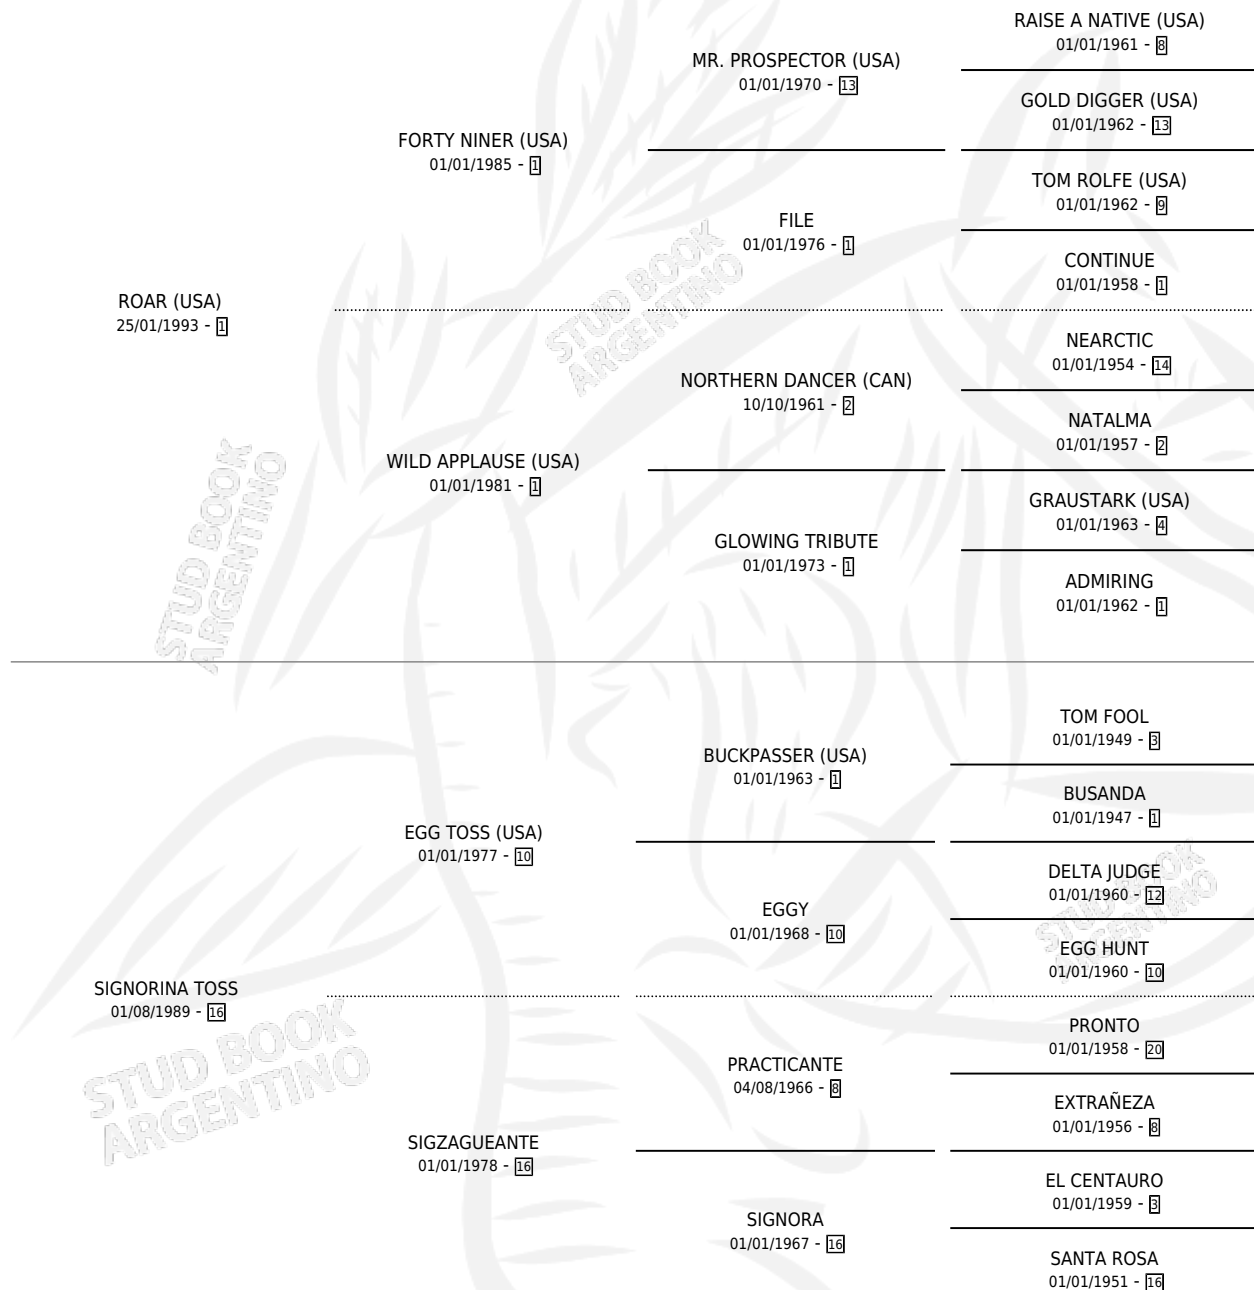 RAISE A NATIVE (USA)
01/01/1961 - 8
MR. PROSPECTOR (USA)
01/01/1970 - 13
GOLD DIGGER (USA)
01/01/1962 - 13
FORTY NINER (USA)
01/01/1985 - 1
TOM ROLFE (USA)
01/01/1962 - 9
FILE
01/01/1976 - 1
CONTINUE
01/01/1958 - 1
ROAR (USA)
25/01/1993 - 1
NEARCTIC
01/01/1954 - 14
NORTHERN DANCER (CAN)
10/10/1961 - 2
NATALMA
01/01/1957 - 2
WILD APPLAUSE (USA)
01/01/1981 - 1
GRAUSTARK (USA)
01/01/1963 - 4
GLOWING TRIBUTE
01/01/1973 - 1
ADMIRING
01/01/1962 - 1
TOM FOOL
01/01/1949 - 3
BUCKPASSER (USA)
01/01/1963 - 1
BUSANDA
01/01/1947 - 1
EGG TOSS (USA)
01/01/1977 - 10
DELTA JUDGE
01/01/1960 - 12
EGGY
01/01/1968 - 10
EGG HUNT
01/01/1960 - 10
SIGNORINA TOSS
01/08/1989 - 16
PRONTO
01/01/1958 - 20
PRACTICANTE
04/08/1966 - 8
EXTRAÑEZA
01/01/1956 - 8
SIGZAGUEANTE
01/01/1978 - 16
EL CENTAURO
01/01/1959 - 3
SIGNORA
01/01/1967 - 16
SANTA ROSA
01/01/1951 - 16
STUD BOOK
ARGENTINO
STUD BOOK
ARGENTINO
STUD BOOK
ARGENTINO
STUD BOOK
ARGENTINO